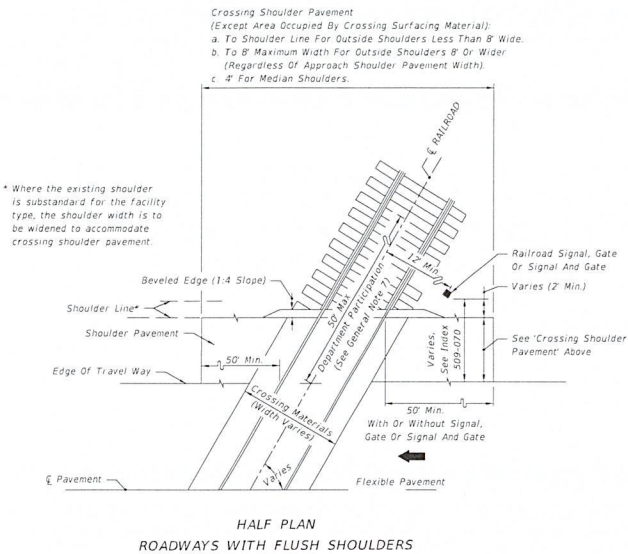 Crossing Shoulder Pavement
(Except Area Occupied By Crossing Surfacing Material):
a. To Shoulder Line For Outside Shoulders Less Than 8' Wide.
b. To 8' Maximum Width For Outside Shoulders 8' Or Wider
(Regardless Of Approach Shoulder Pavement Width).
c. 4' For Median Shoulders.
℄ RAILROAD
* Where the existing shoulder
is substandard for the facility
type, the shoulder width is to
be widened to accommodate
crossing shoulder pavement.
12' Min.
Railroad Signal, Gate
Or Signal And Gate
Beveled Edge (1:4 Slope)
Varies (2' Min.)
50' Max
Department Participation
(See General Note 7)
Shoulder Line*
Shoulder Pavement
Varies,
See Index
509-070
See 'Crossing Shoulder
Pavement' Above
50' Min.
Edge Of Travel Way
Crossing Materials
(Width Varies)
50' Min.
With Or Without Signal,
Gate Or Signal And Gate
Varies
℄ Pavement
Flexible Pavement
HALF PLAN
ROADWAYS WITH FLUSH SHOULDERS